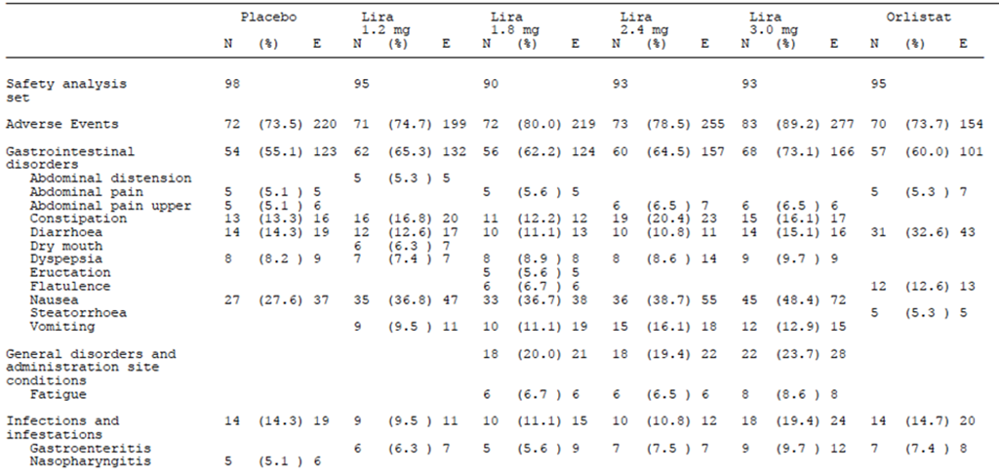 Placebo Lira Lira Lira Lira Orlistat
1.2 mg 1.8 mg 2.4 mg 3.0 mg
N (%) E N (%) E N (%) E N (%) E N (%) E N (%) E
Safety analysis 98 95 90 93 93 95
set
Adverse Events 72 (73.5) 220 71 (74.7) 199 72 (80.0) 219 73 (78.5) 255 83 (89.2) 277 70 (73.7) 154
Gastrointestinal 54 (55.1) 123 62 (65.3) 132 56 (62.2) 124 60 (64.5) 157 68 (73.1) 166 57 (60.0) 101
disorders
Abdominal distension 5 (5.3 ) 5
Abdominal pain 5 (5.1 ) 5 5 (5.6 ) 5 5 (5.3 ) 7
Abdominal pain upper 5 (5.1 ) 6 6 (6.5 ) 7 6 (6.5 ) 6
Constipation 13 (13.3) 16 16 (16.8) 20 11 (12.2) 12 19 (20.4) 23 15 (16.1) 17
Diarrhoea 14 (14.3) 19 12 (12.6) 17 10 (11.1) 13 10 (10.8) 11 14 (15.1) 16 31 (32.6) 43
Dry mouth 6 (6.3 ) 7
Dyspepsia 8 (8.2 ) 9 7 (7.4 ) 7 8 (8.9 ) 8 8 (8.6 ) 14 9 (9.7 ) 9
Eructation 5 (5.6 ) 5
Flatulence 6 (6.7 ) 6 12 (12.6) 13
Nausea 27 (27.6) 37 35 (36.8) 47 33 (36.7) 38 36 (38.7) 55 45 (48.4) 72
Steatorrhoea 5 (5.3 ) 5
Vomiting 9 (9.5 ) 11 10 (11.1) 19 15 (16.1) 18 12 (12.9) 15
General disorders and 18 (20.0) 21 18 (19.4) 22 22 (23.7) 28
administration site
conditions
Fatigue 6 (6.7 ) 6 6 (6.5 ) 6 8 (8.6 ) 8
Infections and 14 (14.3) 19 9 (9.5 ) 11 10 (11.1) 15 10 (10.8) 12 18 (19.4) 24 14 (14.7) 20
infestations
Gastroenteritis 6 (6.3 ) 7 5 (5.6 ) 9 7 (7.5 ) 7 9 (9.7 ) 12 7 (7.4 ) 8
Nasopharyngitis 5 (5.1 ) 6